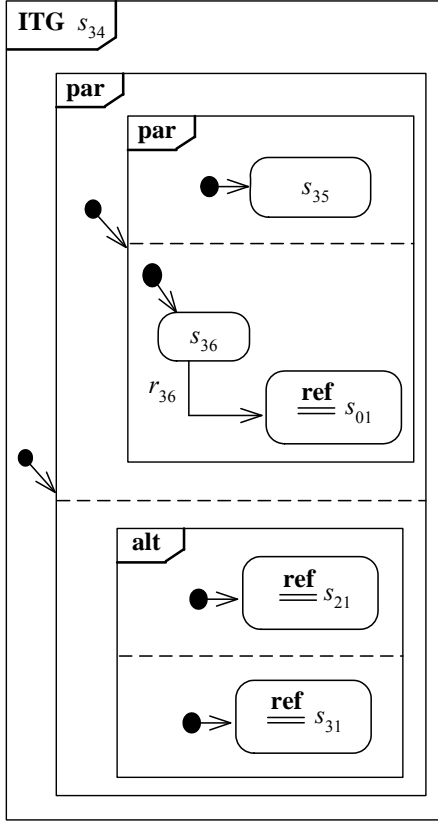 ITG s34
par
par
s35
s36
r36
ref
s01
alt
ref
s21
ref
s31